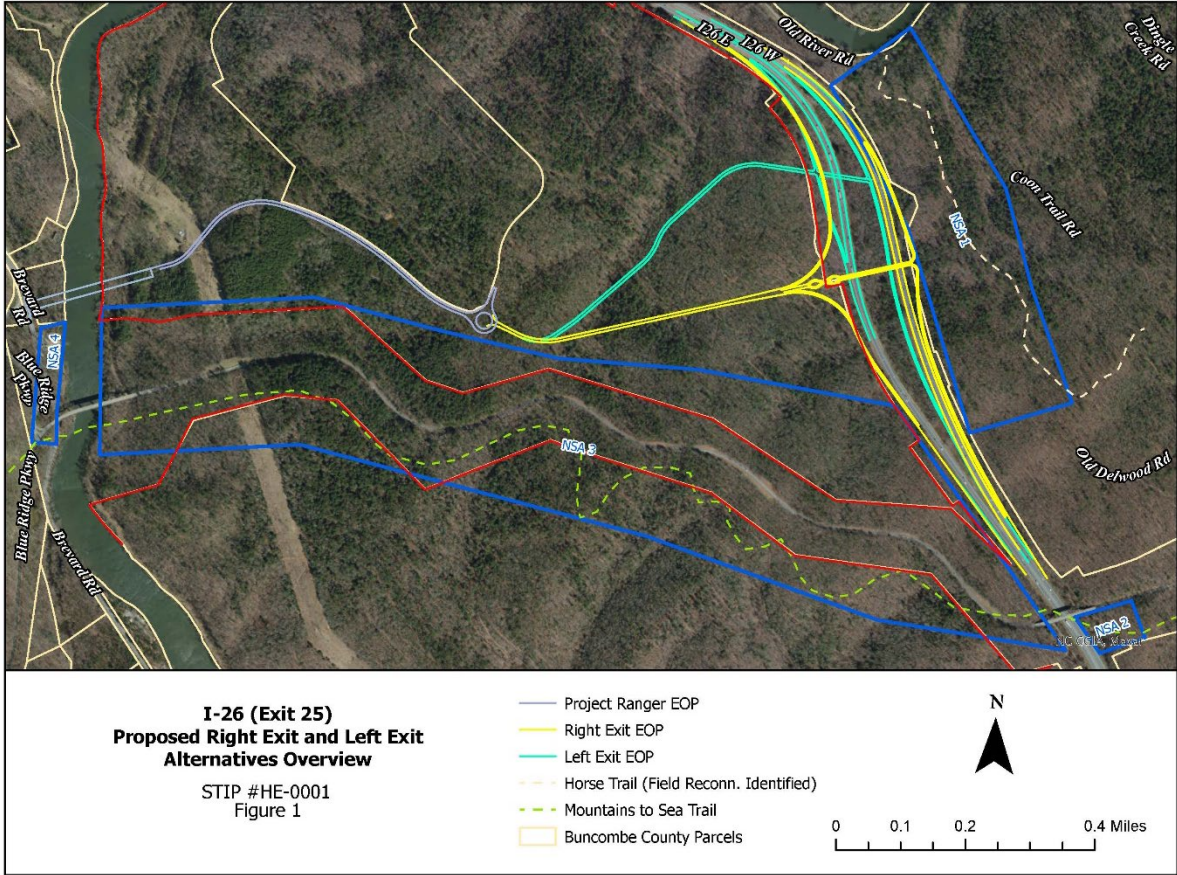 I26 E
I26 W
Old River Rd
Dingle
Creek Rd
Coon Trail Rd
NSA 1
Brevard
Rd
NSA 4
Blue Ridge
Pkwy
NSA 3
Old Delwood Rd
Blue Ridge Pkwy
Brevard Rd
NSA 2
I-26 (Exit 25)
Proposed Right Exit and Left Exit
Alternatives Overview
STIP #HE-0001
Figure 1
Project Ranger EOP
Right Exit EOP
Left Exit EOP
Horse Trail (Field Reconn. Identified)
Mountains to Sea Trail
Buncombe County Parcels
N
0 0.1 0.2 0.4 Miles